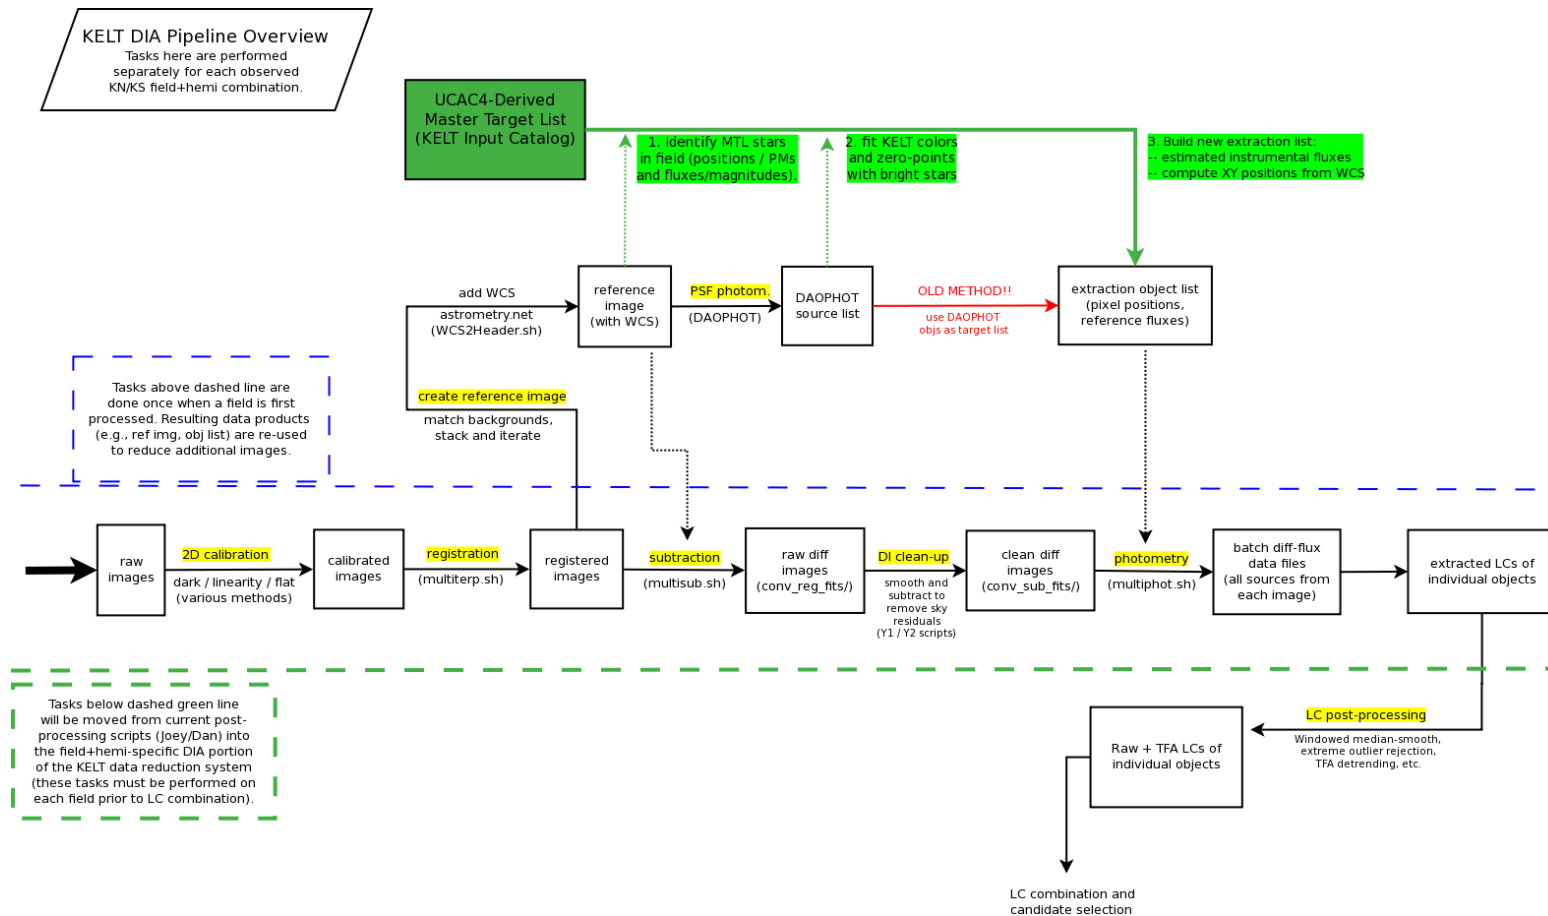 KELT DIA Pipeline Overview
Tasks here are performed
separately for each observed
KN/KS field+hemi combination.
UCAC4-Derived
Master Target List
(KELT Input Catalog)
1. Identify MTL stars
in field (positions / PMs
and fluxes/magnitudes).
2. fit KELT colors
and zero-points
with bright stars
3. Build new extraction list:
-- estimated instrumental fluxes
-- compute XY positions from WCS
add WCS
astrometry.net
(WCS2Header.sh)
reference
image
(with WCS)
PSF photom.
(DAOPHOT)
DAOPHOT
source list
OLD METHOD!!
use DAOPHOT
objs as target list
extraction object list
(pixel positions,
reference fluxes)
create reference image
match backgrounds,
stack and iterate
Tasks above dashed line are
done once when a field is first
processed. Resulting data products
(e.g., ref img, obj list) are re-used
to reduce additional images.
raw
images
2D calibration
dark / linearity / flat
(various methods)
calibrated
images
registration
(multiterp.sh)
registered
images
subtraction
(multisub.sh)
raw diff
images
(conv_reg_fits/)
DI clean-up
smooth and
subtract to
remove sky
residuals
(Y1 / Y2 scripts)
clean diff
images
(conv_sub_fits/)
photometry
(multiphot.sh)
batch diff-flux
data files
(all sources from
each image)
extracted LCs of
individual objects
Tasks below dashed green line
will be moved from current post-
processing scripts (Joey/Dan) into
the field+hemi-specific DIA portion
of the KELT data reduction system
(these tasks must be performed on
each field prior to LC combination).
LC post-processing
Windowed median-smooth,
extreme outlier rejection,
TFA detrending, etc.
Raw + TFA LCs of
individual objects
LC combination and
candidate selection